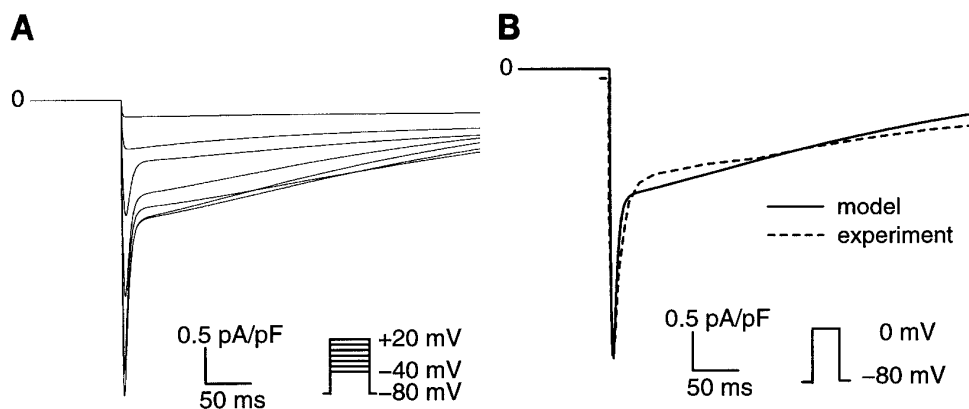 A
0
0.5 pA/pF
50 ms
+20 mV
−40 mV
−80 mV
B
0
model
experiment
0.5 pA/pF
50 ms
0 mV
−80 mV